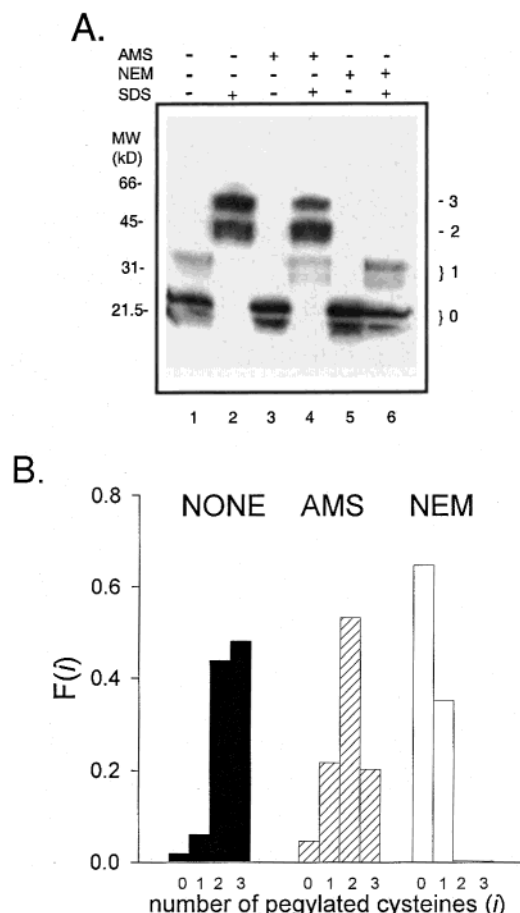 A.
AMS - - + + - -
NEM - - - - + +
SDS - + - + - +
MW
(kD)
66-
45-
31-
21.5-
- 3
- 2
} 1
} 0
1 2 3 4 5 6
B.
0.8
0.6
0.4
0.2
0.0
F(i)
NONE AMS NEM
0 1 2 3 0 1 2 3 0 1 2 3
number of pegylated cysteines (i)